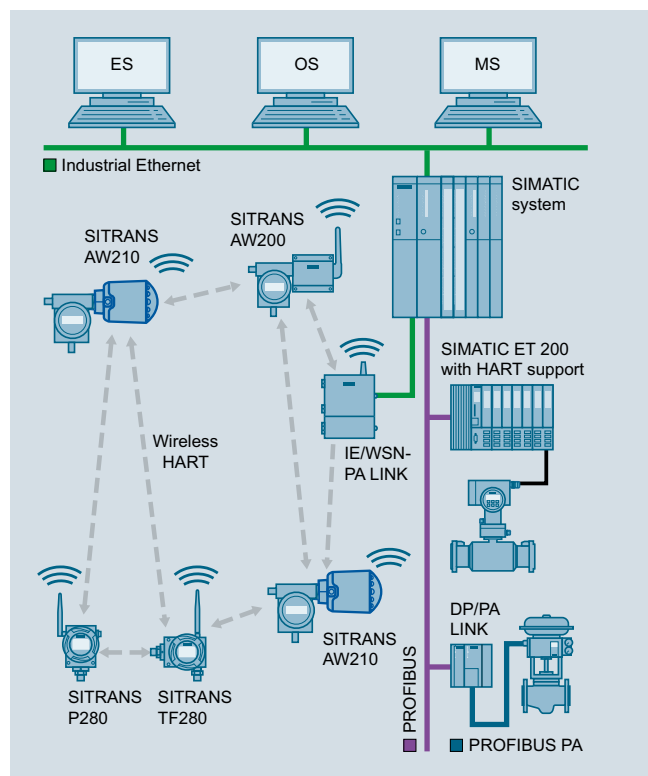 ES
OS
MS
Industrial Ethernet
SIMATIC
system
SITRANS
AW200
SITRANS
AW210
SIMATIC ET 200
with HART support
Wireless
HART
IE/WSN-
PA LINK
DP/PA
LINK
SITRANS
AW210
SITRANS
P280
SITRANS
TF280
PROFIBUS
PROFIBUS PA